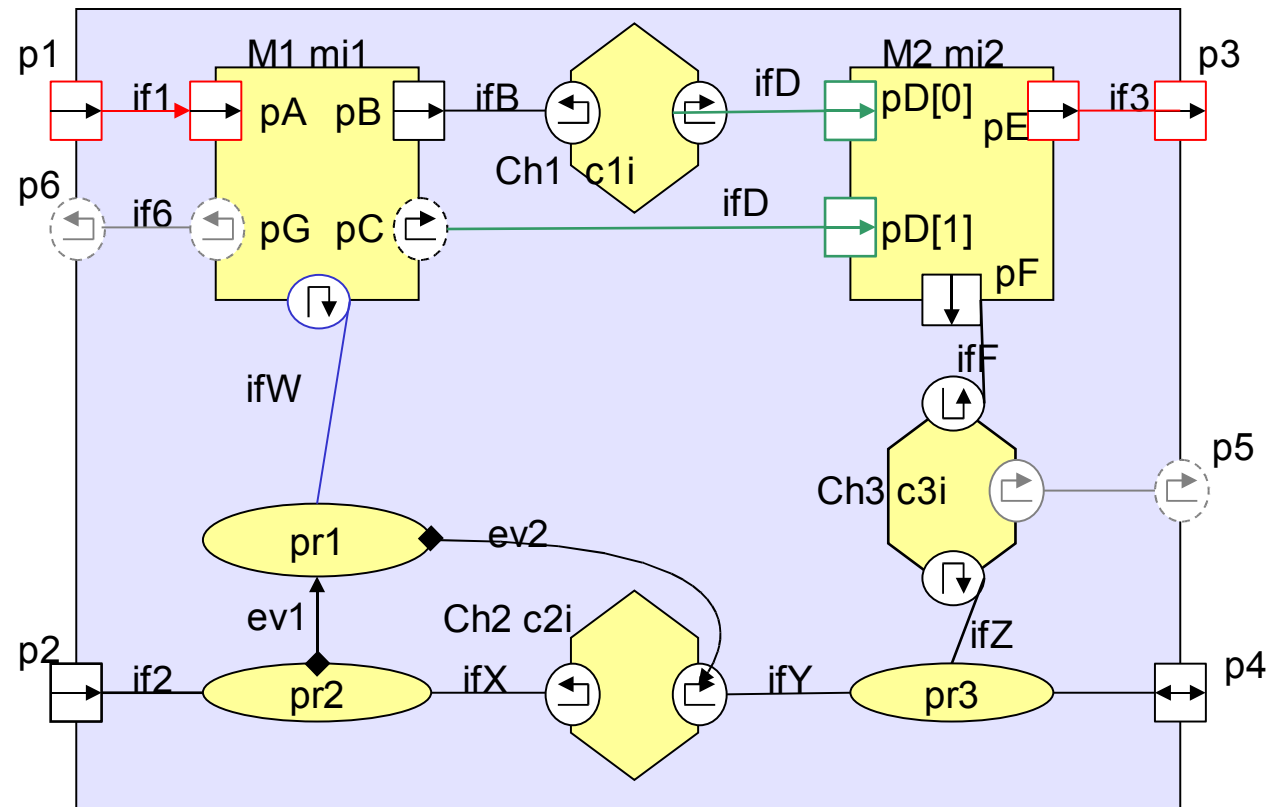 p1
M1 mi1
M2 mi2
p3
if1
pA
pB
ifB
ifD
pD[0]
pE
if3
Ch1 c1i
p6
if6
pG
pC
ifD
pD[1]
pF
ifW
ifF
Ch3 c3i
p5
pr1
ev2
ev1
Ch2 c2i
ifZ
p2
if2
pr2
ifX
ifY
pr3
p4